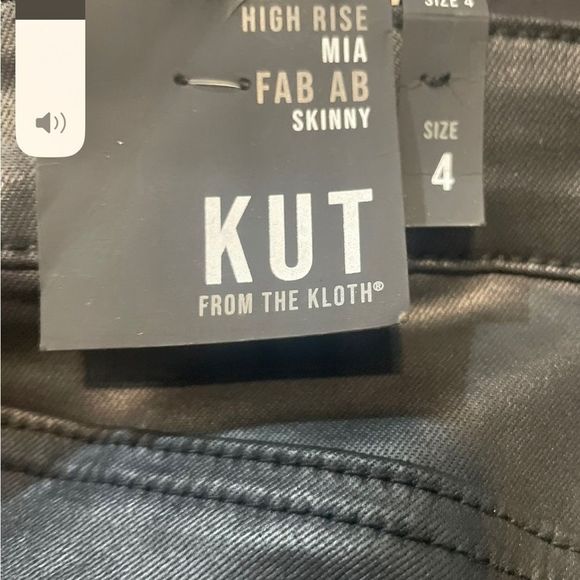 HIGH RISE
MIA
FAB AB
SKINNY
KUT
FROM THE KLOTH®
SIZE 4
SIZE
4